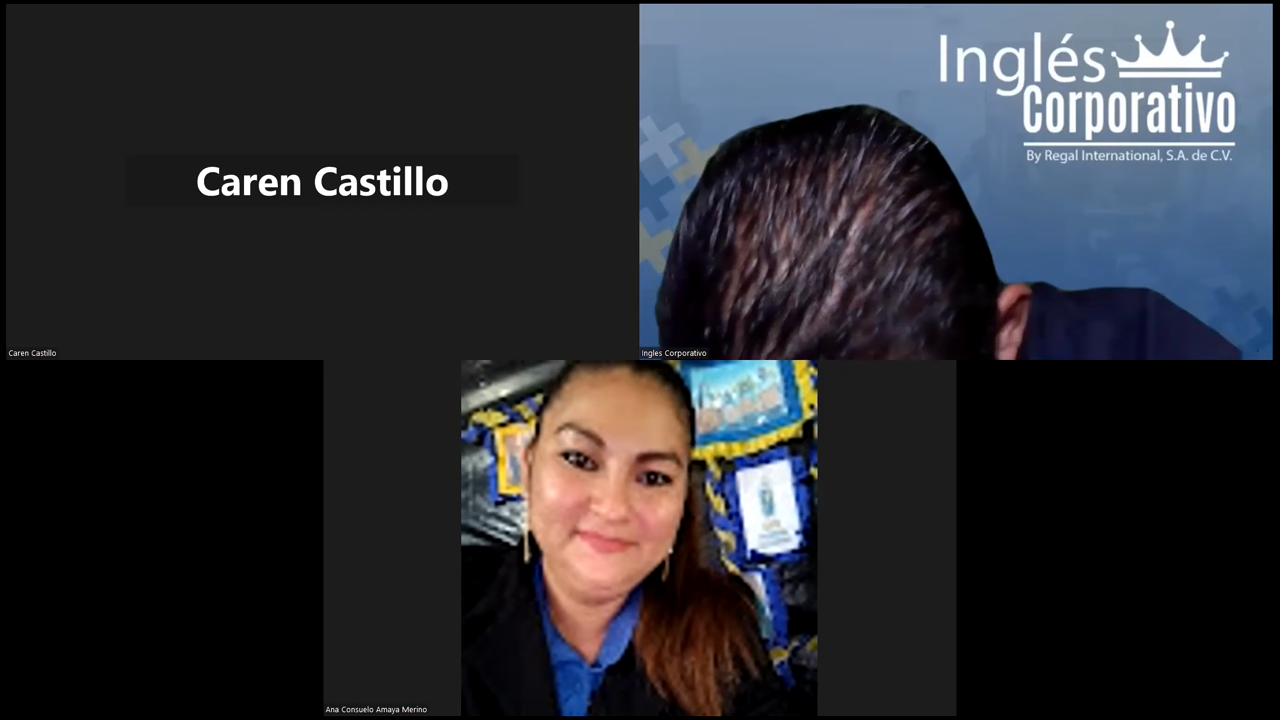 Caren Castillo
Caren Castillo
Inglés
Corporativo
By Regal International, S.A. de C.V.
Ingles Corporativo
Ana Consuelo Amaya Merino